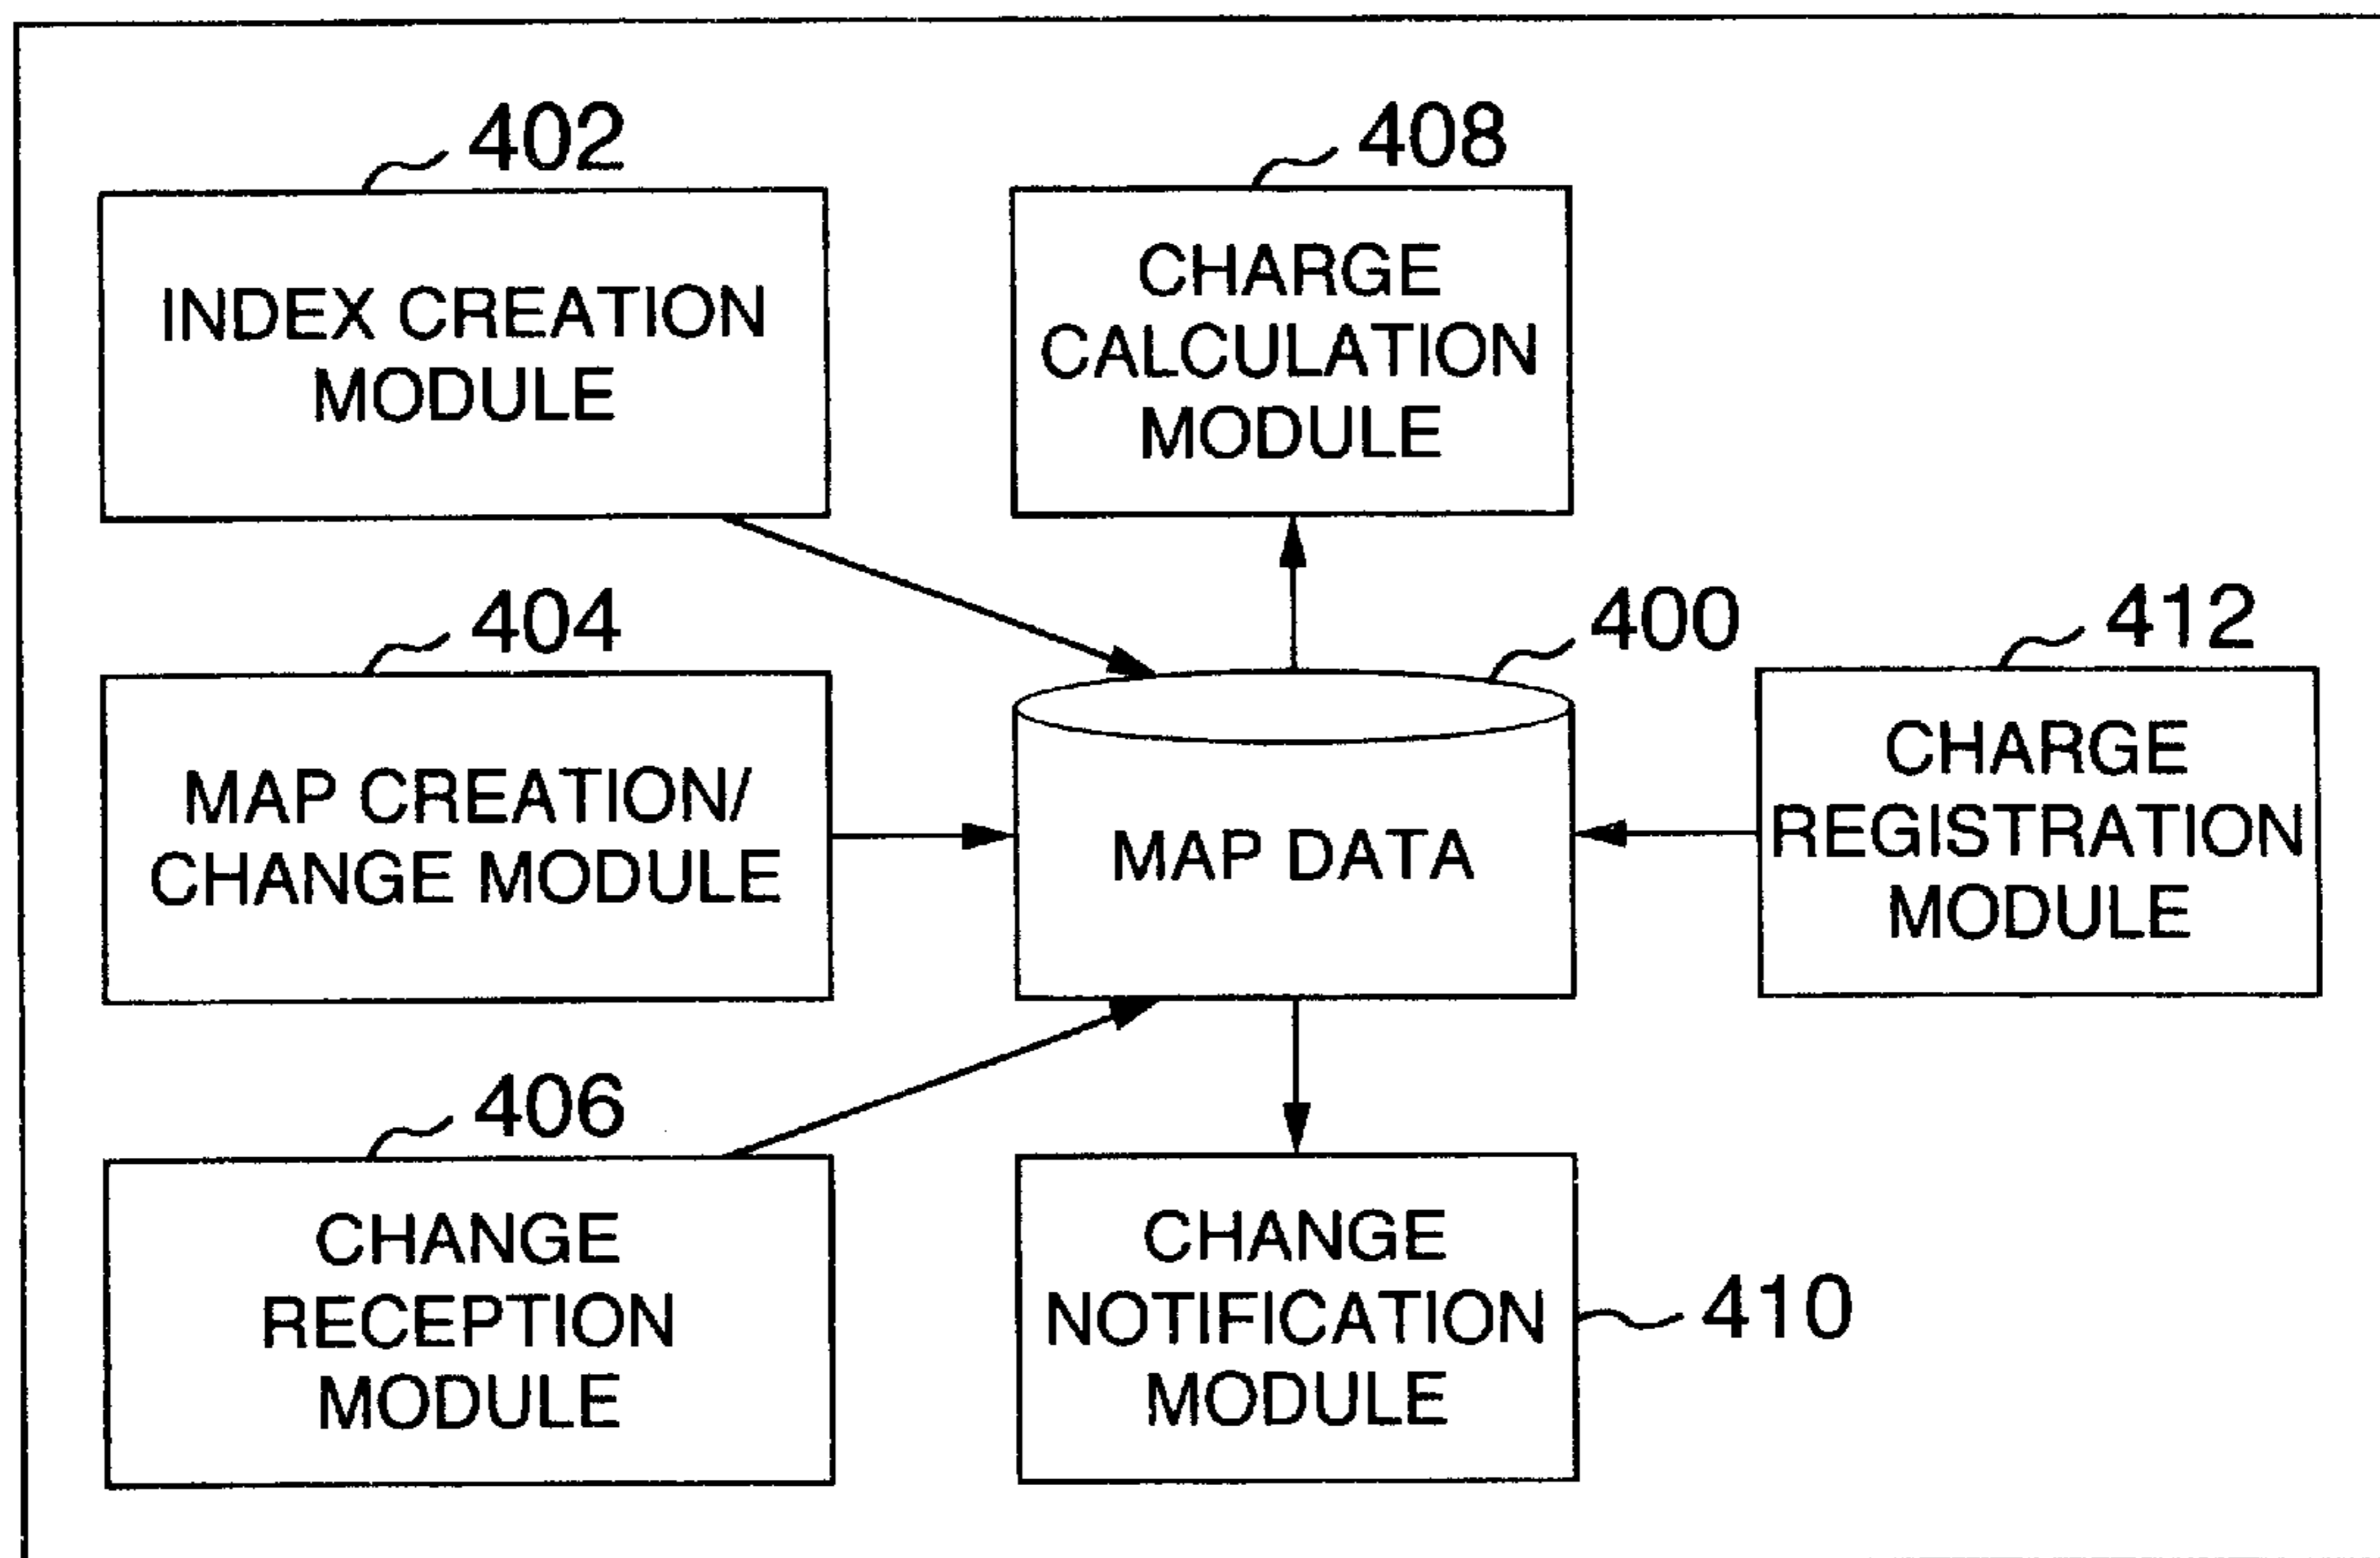 402
INDEX CREATION
MODULE
408
CHARGE
CALCULATION
MODULE
404
MAP CREATION/
CHANGE MODULE
400
MAP DATA
412
CHARGE
REGISTRATION
MODULE
406
CHANGE
RECEPTION
MODULE
CHANGE
NOTIFICATION
MODULE
410